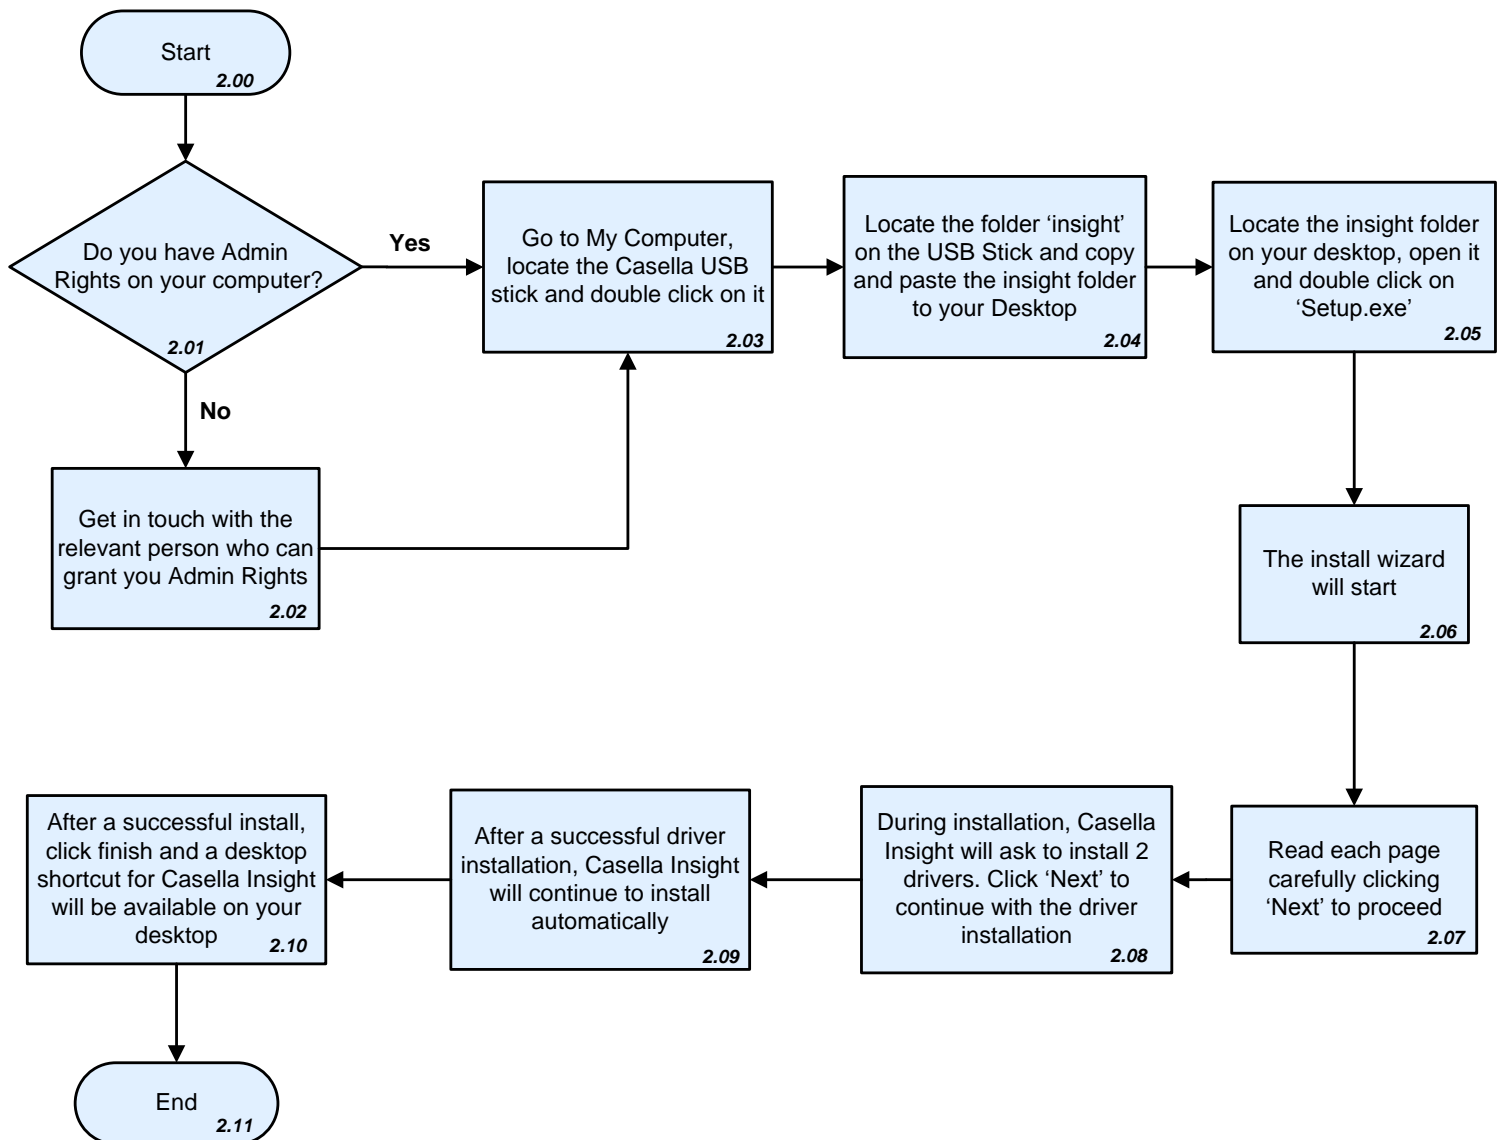 Start
2.00
Do you have Admin
Rights on your computer?
2.01
Yes
No
Get in touch with the
relevant person who can
grant you Admin Rights
2.02
Go to My Computer,
locate the Casella USB
stick and double click on it
2.03
Locate the folder ‘insight’
on the USB Stick and copy
and paste the insight folder
to your Desktop
2.04
Locate the insight folder
on your desktop, open it
and double click on
‘Setup.exe’
2.05
The install wizard
will start
2.06
Read each page
carefully clicking
‘Next’ to proceed
2.07
During installation, Casella
Insight will ask to install 2
drivers. Click ‘Next’ to
continue with the driver
installation
2.08
After a successful driver
installation, Casella Insight
will continue to install
automatically
2.09
After a successful install,
click finish and a desktop
shortcut for Casella Insight
will be available on your
desktop
2.10
End
2.11